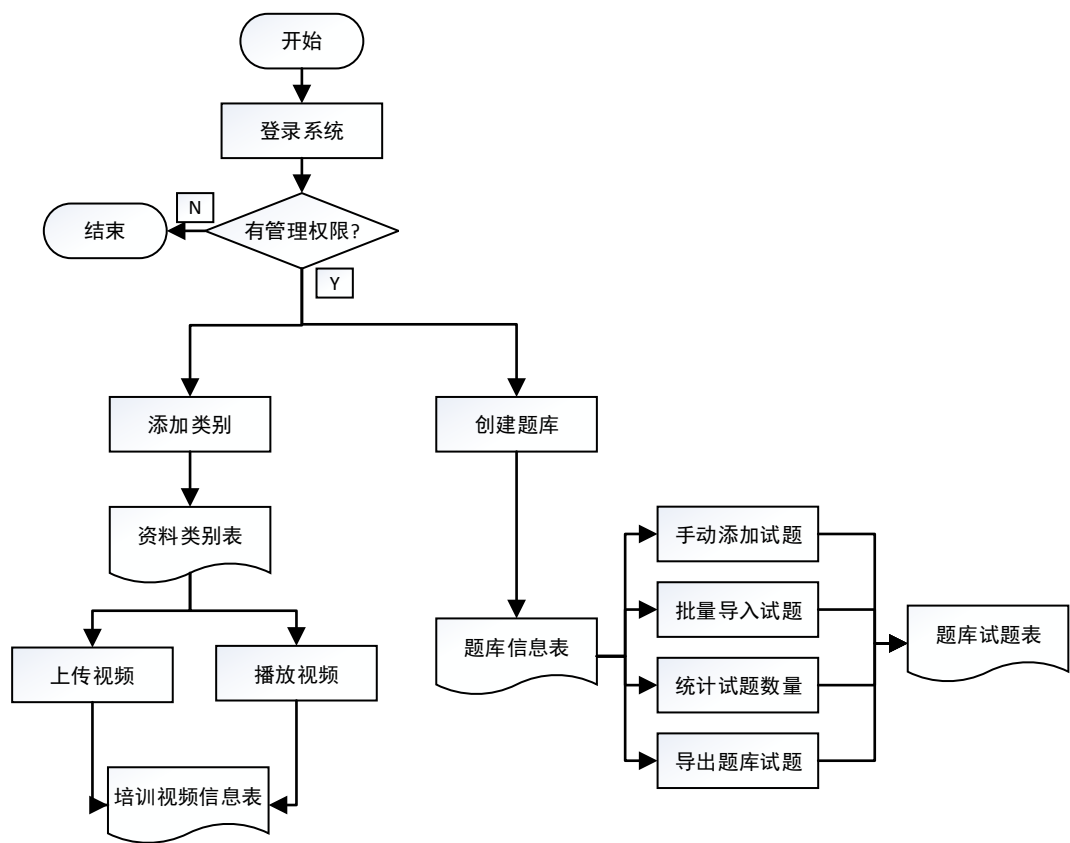 开始
登录系统
N
结束
有管理权限?
Y
添加类别
创建题库
资料类别表
手动添加试题
批量导入试题
题库信息表
题库试题表
上传视频
播放视频
统计试题数量
导出题库试题
培训视频信息表